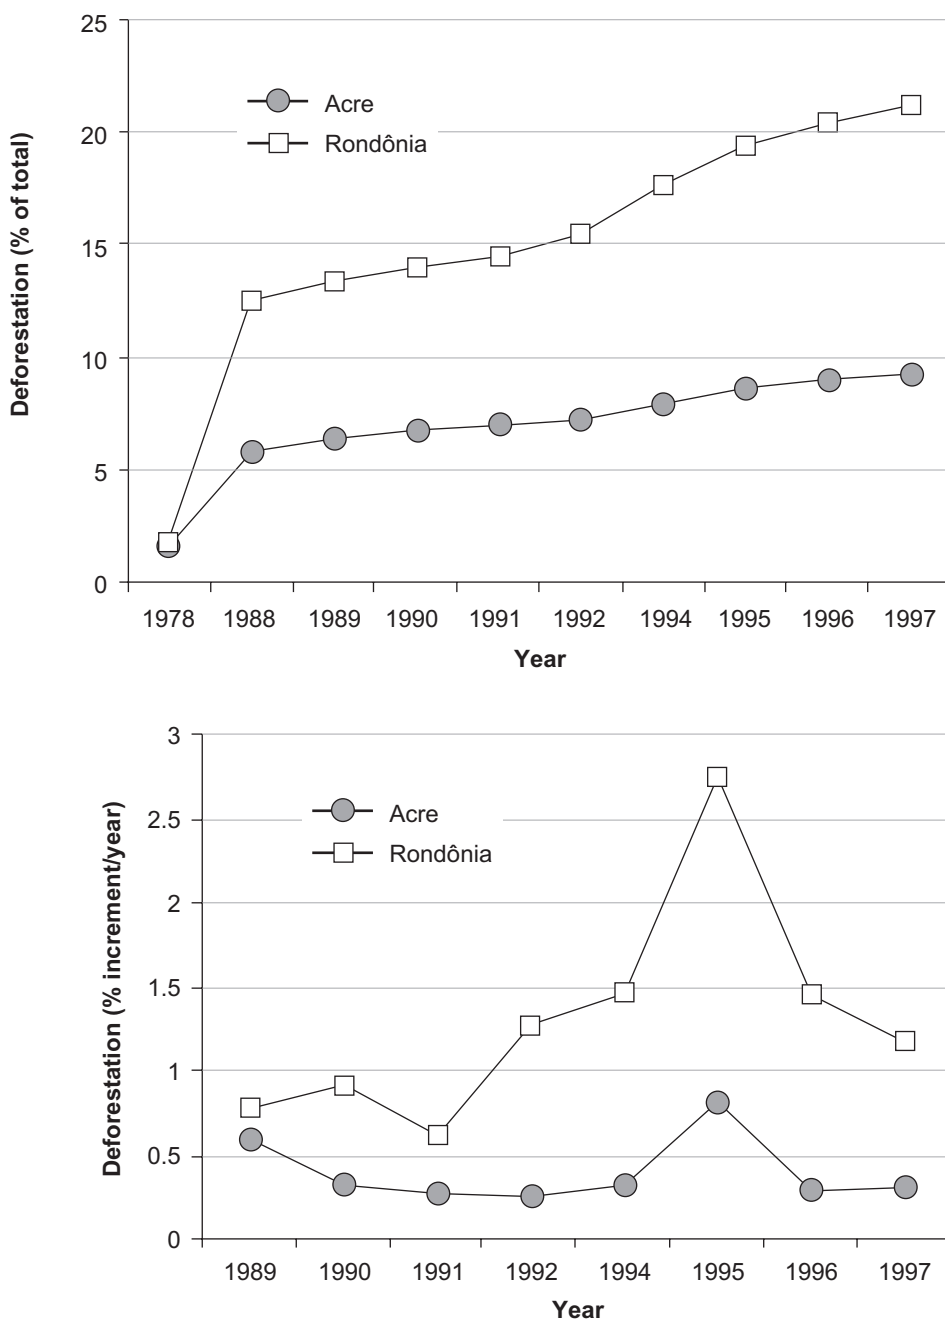 25
20
15
10
5
0
Deforestation (% of total)
Acre
Rondônia
1978 1988 1989 1990 1991 1992 1994 1995 1996 1997
Year
3
2.5
2
1.5
1
0.5
0
Deforestation (% increment/year)
Acre
Rondônia
1989 1990 1991 1992 1994 1995 1996 1997
Year